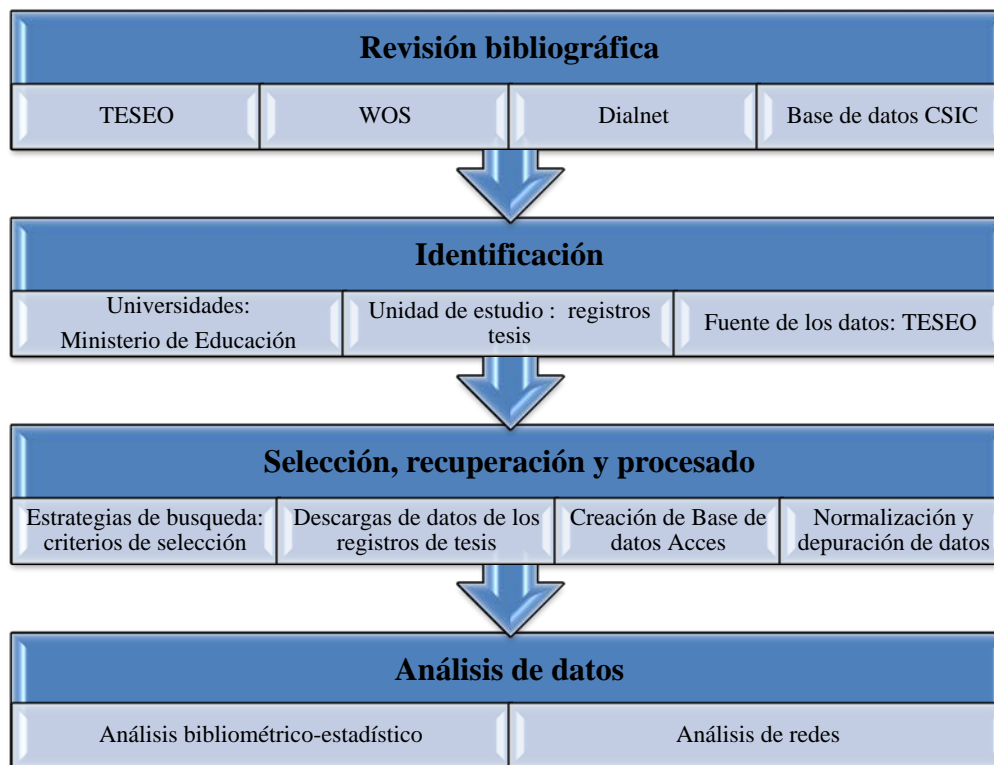 Revisión bibliográfica
TESEO
WOS
Dialnet
Base de datos CSIC
Identificación
Universidades:
Ministerio de Educación
Unidad de estudio : registros
tesis
Fuente de los datos: TESEO
Selección, recuperación y procesado
Estrategias de busqueda:
criterios de selección
Descargas de datos de los
registros de tesis
Creación de Base de
datos Acces
Normalización y
depuración de datos
Análisis de datos
Análisis bibliométrico-estadístico
Análisis de redes